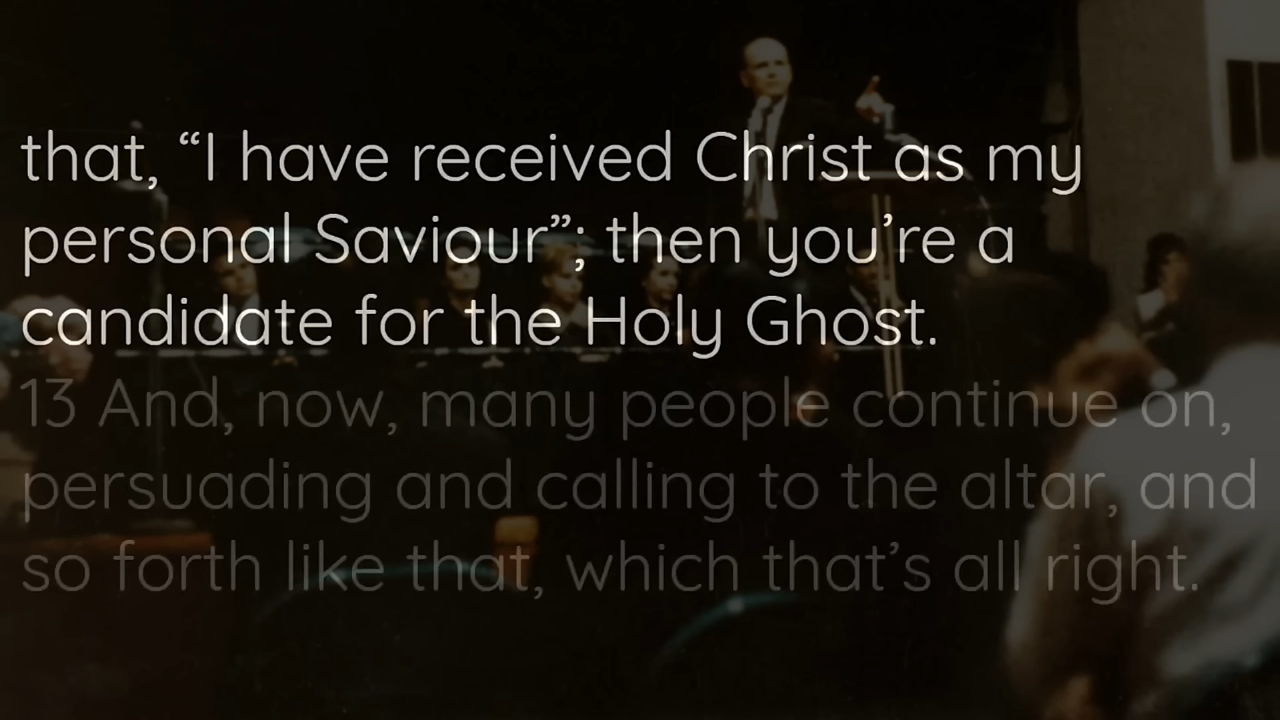 that, “I have received Christ as my
personal Saviour”; then you’re a
candidate for the Holy Ghost.
13 And, now, many people continue on,
persuading and calling to the altar, and
so forth like that, which that’s all right.